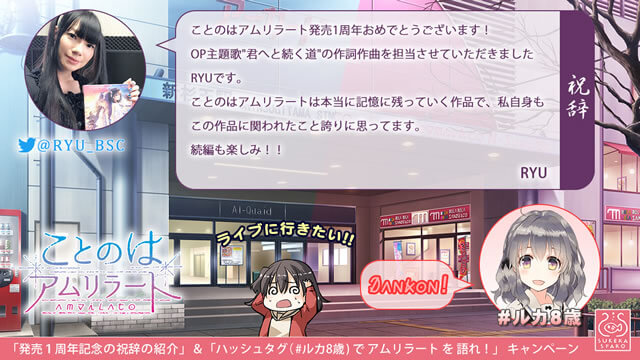 ことのはアムリラート発売1周年おめでとうございます！
OP主題歌"君へと続く道"の作詞作曲を担当させていただきました
RYUです。
ことのはアムリラートは本当に記憶に残っていく作品で、私自身も
この作品に関われたこと誇りに思ってます。
続編も楽しみ！！
RYU
祝辞
@RYU_BSC
Al-Quaid
ライブに行きたい!!
Dankon!
ことのは
アムリラート
AMRILATO
#ルカ8歳
SUKERA
SPARO
「発売１周年記念の祝辞の紹介」＆「ハッシュタグ(#ルカ8歳)で アムリラート を 語れ！」 キャンペーン